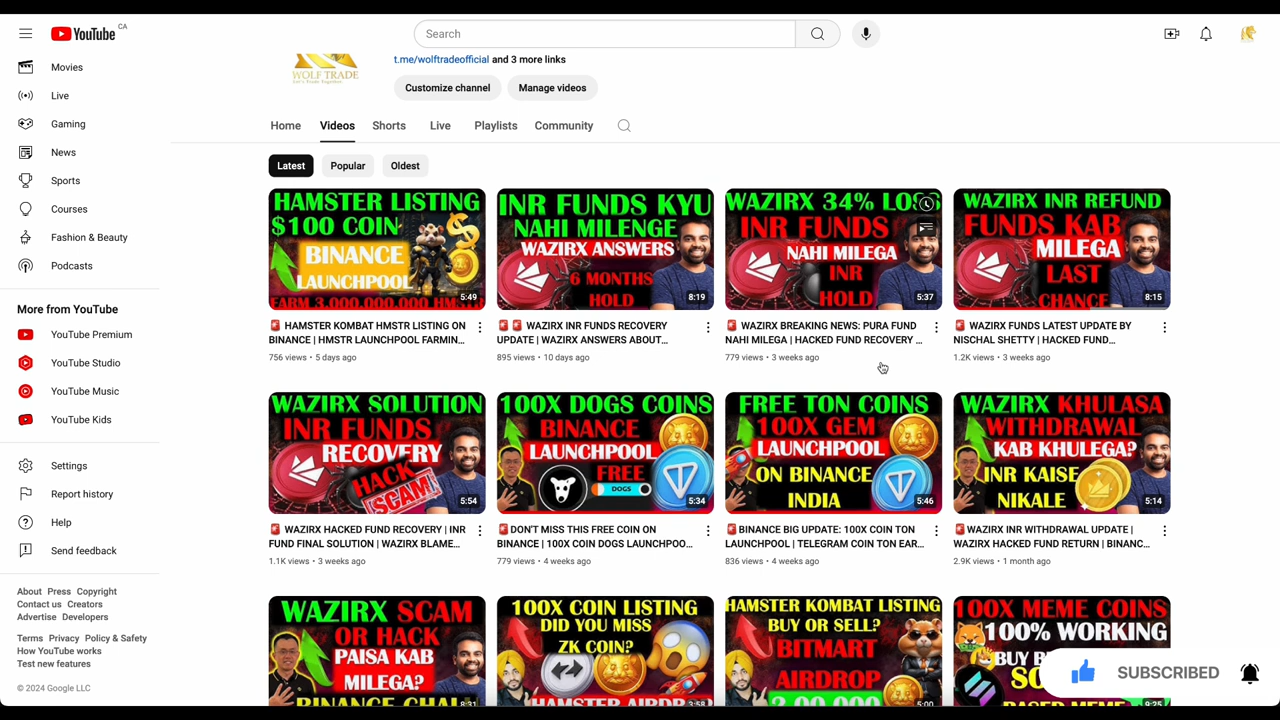 YouTube
CA
Search
Movies
Live
Gaming
News
Sports
Courses
Fashion & Beauty
Podcasts
More from YouTube
YouTube Premium
YouTube Studio
YouTube Music
YouTube Kids
Settings
Report history
Help
Send feedback
About Press Copyright
Contact us Creators
Advertise Developers
Terms Privacy Policy & Safety
How YouTube works
Test new features
© 2024 Google LLC
WOLF TRADE
t.me/wolftradeofficial and 3 more links
Customize channel
Manage videos
Home
Videos
Shorts
Live
Playlists
Community
Latest
Popular
Oldest
HAMSTER LISTING
$100 COIN
BINANCE
LAUNCHPOOL
EARN 3,000,000,000 HM
5:49
🚨 HAMSTER KOMBAT HMSTR LISTING ON
BINANCE | HMSTR LAUNCHPOOL FARMIN...
756 views • 5 days ago
INR FUNDS KYU
NAHI MILENGE
WAZIRX ANSWERS
6 MONTHS
HOLD
8:19
🚨 🚨 WAZIRX INR FUNDS RECOVERY
UPDATE | WAZIRX ANSWERS ABOUT...
895 views • 10 days ago
WAZIRX 34% LOSS
INR FUNDS
NAHI MILEGA
INR
HOLD
5:37
🚨 WAZIRX BREAKING NEWS: PURA FUND
NAHI MILEGA | HACKED FUND RECOVERY ...
779 views • 3 weeks ago
WAZIRX INR REFUND
FUNDS KAB
MILEGA
LAST
CHANCE
8:15
🚨 WAZIRX FUNDS LATEST UPDATE BY
NISCHAL SHETTY | HACKED FUND...
1.2K views • 3 weeks ago
WAZIRX SOLUTION
INR FUNDS
RECOVERY
HACK
SCAM
5:54
🚨 WAZIRX HACKED FUND RECOVERY | INR
FUND FINAL SOLUTION | WAZIRX BLAME...
1.1K views • 3 weeks ago
100X DOGS COINS
BINANCE
LAUNCHPOOL
FREE
DOGS
5:34
🚨DON'T MISS THIS FREE COIN ON
BINANCE | 100X COIN DOGS LAUNCHPOO...
779 views • 4 weeks ago
FREE TON COINS
100X GEM
LAUNCHPOOL
ON BINANCE
INDIA
5:46
🚨BINANCE BIG UPDATE: 100X COIN TON
LAUNCHPOOL | TELEGRAM COIN TON EAR...
836 views • 4 weeks ago
WAZIRX KHULASA
WITHDRAWAL
KAB KHULEGA?
INR KAISE
NIKALE
5:14
🚨WAZIRX INR WITHDRAWAL UPDATE |
WAZIRX HACKED FUND RETURN | BINANC...
2.9K views • 1 month ago
WAZIRX SCAM
OR HACK
PAISA KAB
MILEGA?
8:31
100X COIN LISTING
DID YOU MISS
ZK COIN?
3:58
HAMSTER KOMBAT LISTING
BUY OR SELL?
BITMART
AIRDROP
5:00
100X MEME COINS
100% WORKING
9:25
SUBSCRIBED